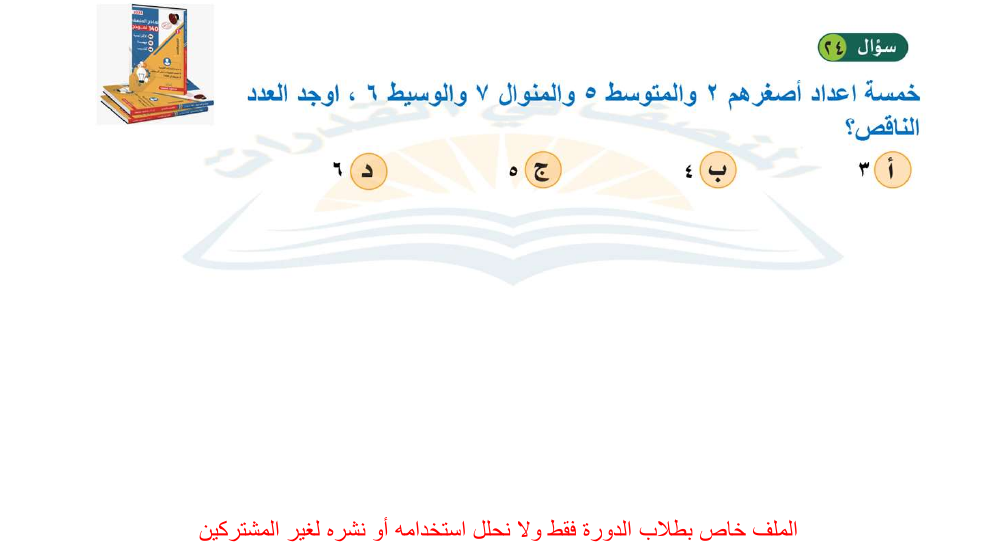 سؤال ٢٤
خمسة اعداد أصغرهم ٢ والمتوسط ٥ والمنوال ٧ والوسيط ٦ ، اوجد العدد
الناقص؟
أ ٣ ب ٤ ج ٥ د ٦
الملف خاص بطلاب الدورة فقط ولا نحلل استخدامه أو نشره لغير المشتركين